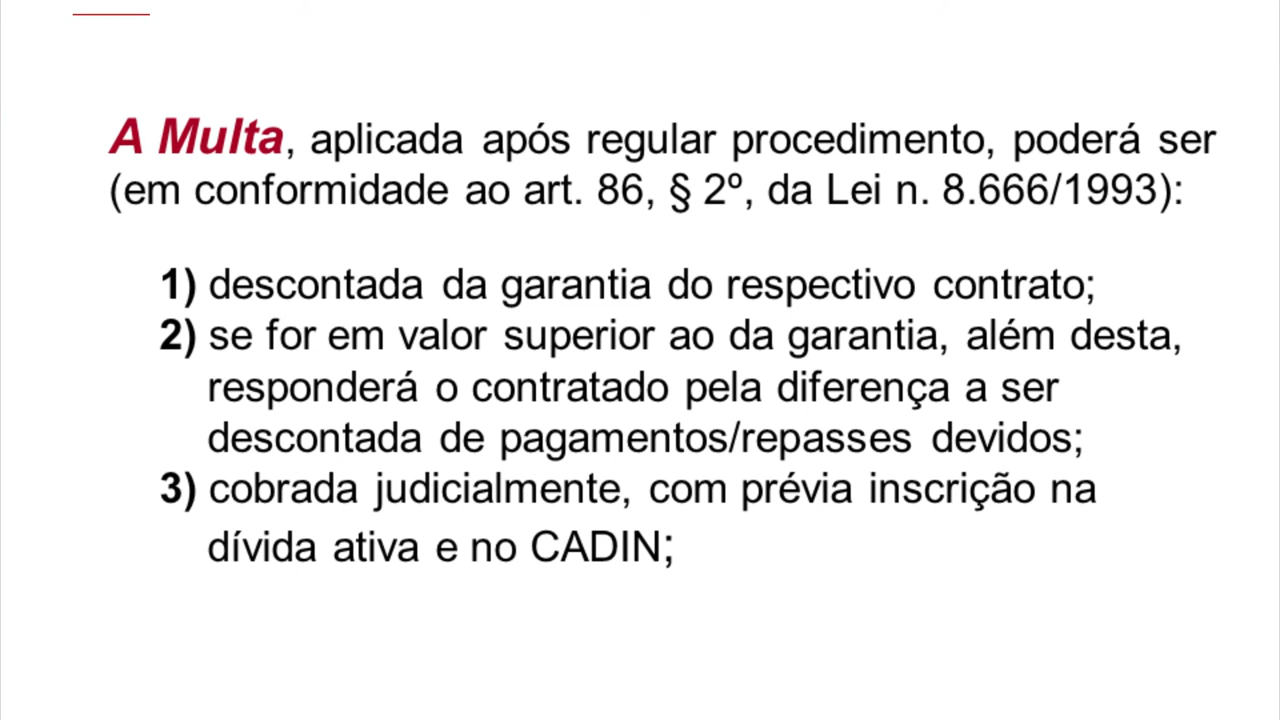 A Multa, aplicada após regular procedimento, poderá ser
(em conformidade ao art. 86, § 2º, da Lei n. 8.666/1993):
1) descontada da garantia do respectivo contrato;
2) se for em valor superior ao da garantia, além desta,
responderá o contratado pela diferença a ser
descontada de pagamentos/repasses devidos;
3) cobrada judicialmente, com prévia inscrição na
dívida ativa e no CADIN;